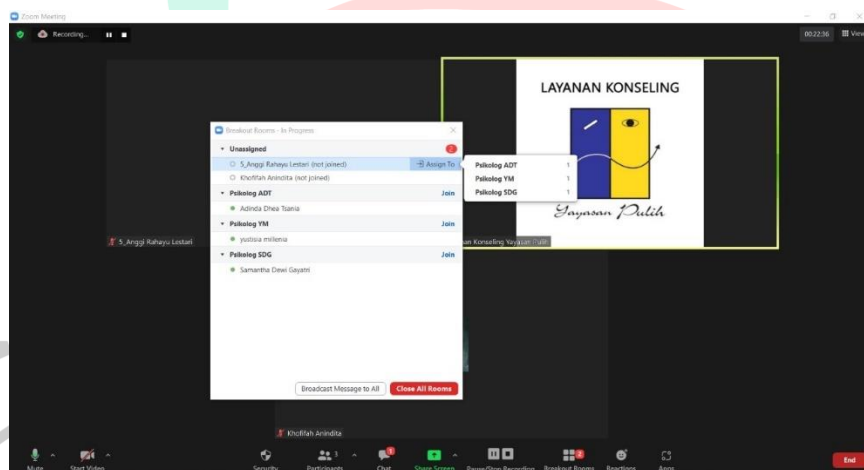 Zoom Meeting
Recording...
00:22:36 View
LAYANAN KONSELING
Yayasan Pulih
Breakout Rooms - In Progress
Unassigned 2
5_Anggi Rahayu Lestari (not joined) Assign To
Khofifah Anindita (not joined)
Psikolog ADT 1
Psikolog YM 1
Psikolog SDG 1
Psikolog ADT Join
Adinda Dhea Tsania
Psikolog YM Join
yustisia millenia
Psikolog SDG Join
Samantha Dewi Gayatri
5_Anggi Rahayu Lestari
an Konseling Yayasan Pulih
Broadcast Message to All Close All Rooms
Khofifah Anindita
Mute Start Video Security Participants 3 Chat Share Screen Pause/Stop Recording Breakout Rooms 2 Reactions Apps End